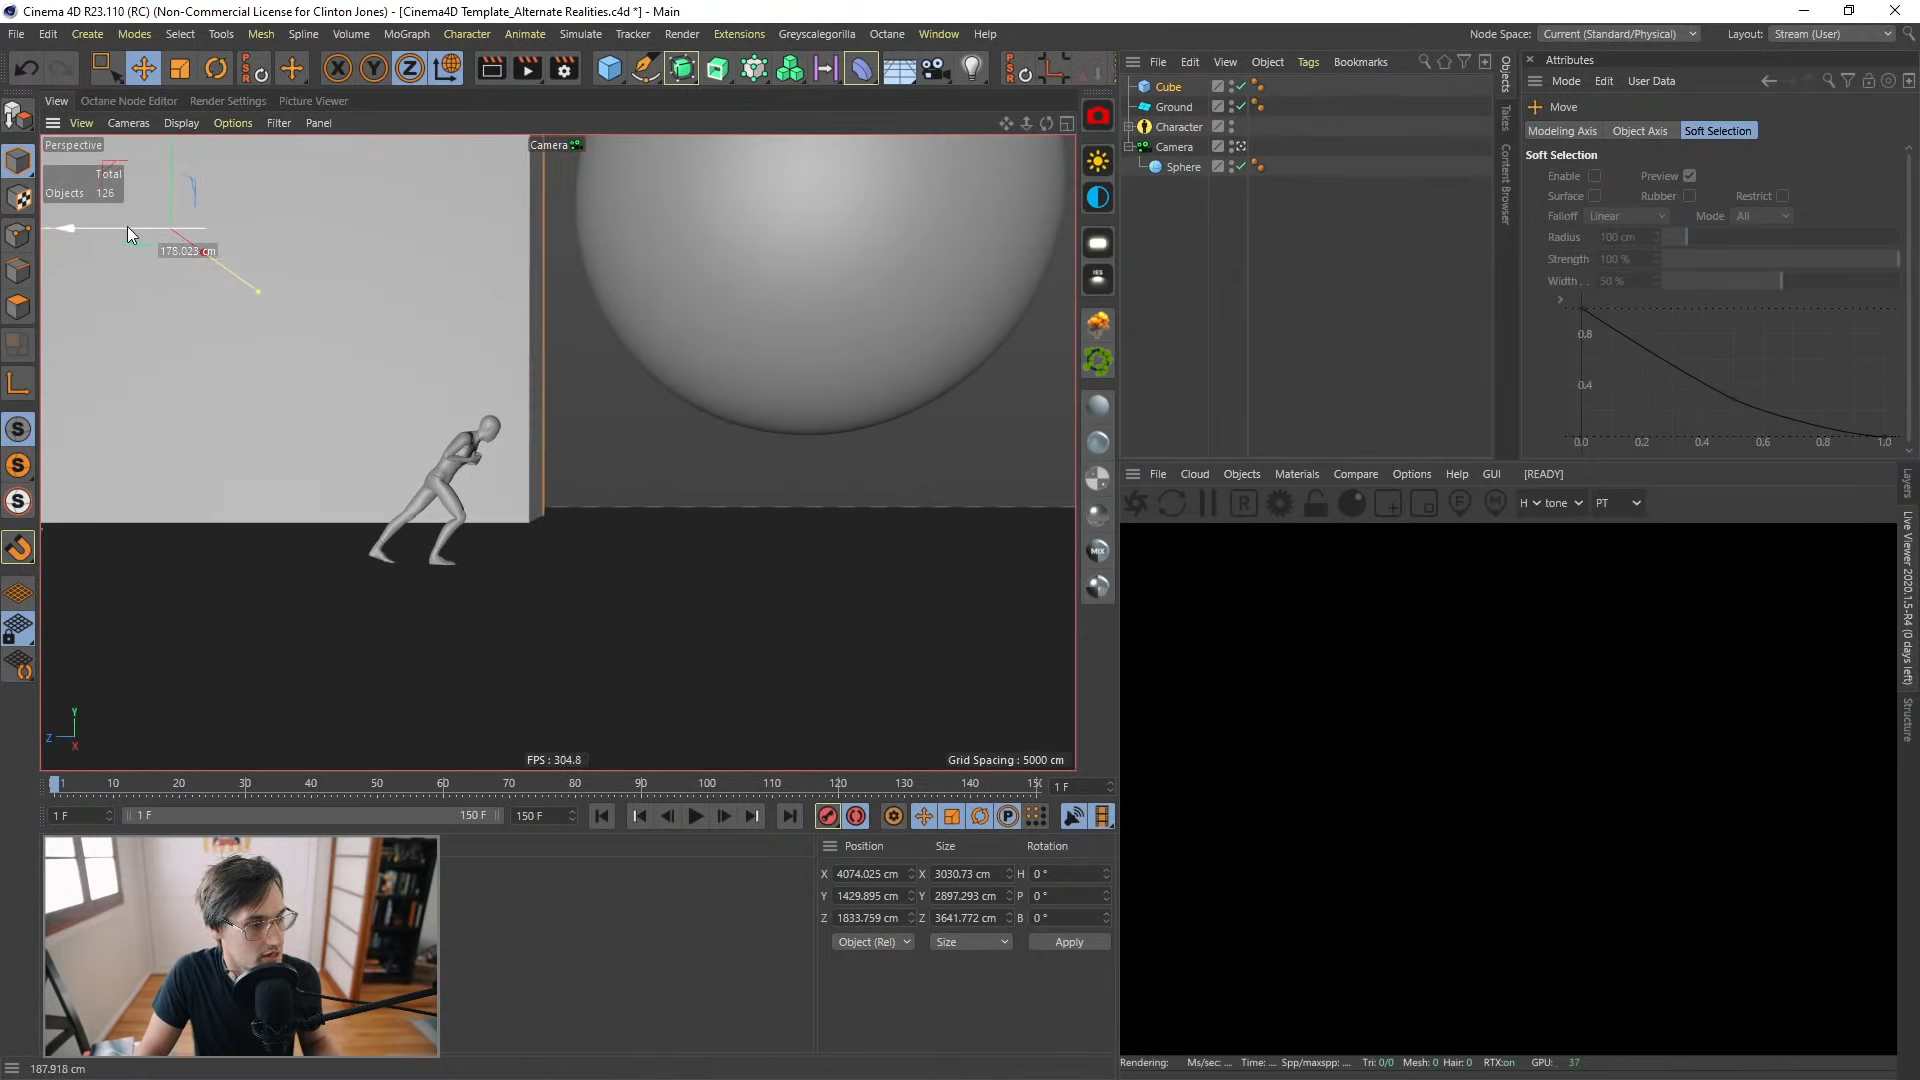 Cinema 4D R23.110 (RC) (Non-Commercial License for Clinton Jones) - [Cinema4D Template_Alternate Realities.c4d *] - Main
File Edit Create Modes Select Tools Mesh Spline Volume MoGraph Character Animate Simulate Tracker Render Extensions Greyscalegorilla Octane Window Help
Node Space: Current (Standard/Physical) Layout: Stream (User)
X Y Z
File Edit View Object Tags Bookmarks
Attributes
Mode Edit User Data
View Octane Node Editor Render Settings Picture Viewer
View Cameras Display Options Filter Panel
Perspective
Camera
Total
Objects 126
178.023 cm
Cube
Ground
Character
Camera
Sphere
Objects
Takes
Content Browser
Move
Modeling Axis Object Axis Soft Selection
Soft Selection
Enable Preview
Surface Rubber Restrict
Falloff Linear Mode All
Radius 100 cm
Strength 100 %
Width . . 50 %
0.8
0.4
0.0 0.2 0.4 0.6 0.8 1.0
IES
MIX
File Cloud Objects Materials Compare Options Help GUI [READY]
R F M H tone PT
Layers
Live Viewer 2020.1.5-R4 (0 days left)
Structure
Y
Z
X
FPS : 304.8
Grid Spacing : 5000 cm
1 10 20 30 40 50 60 70 80 90 100 110 120 130 140 15
1 F
1 F 1 F 150 F 150 F
Position Size Rotation
X 4074.025 cm X 3030.73 cm H 0 °
Y 1429.895 cm Y 2897.293 cm P 0 °
Z 1833.759 cm Z 3641.772 cm B 0 °
Object (Rel) Size Apply
187.918 cm
Rendering: Ms/sec: ... Time: ... Spp/maxspp: ... Tri: 0/0 Mesh: 0 Hair: 0 RTX:on GPU: 37